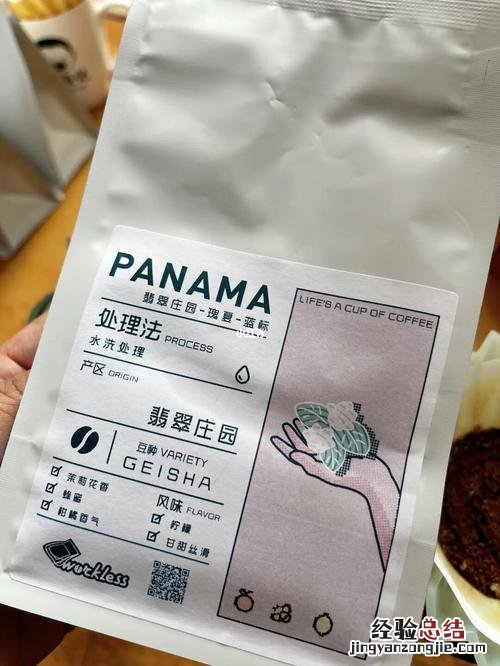 PANAMA
翡翠庄园-瑰夏-蓝标
处理法 PROCESS
水洗处理
产区 ORIGIN
翡翠庄园
豆种 VARIETY
GEISHA
茉莉花香
蜂蜜
柑橘香气
风味 FLAVOR
柠檬
甘甜丝滑
workless
LIFE'S A CUP OF COFFEE
经验总结
jingyanzongjie.com